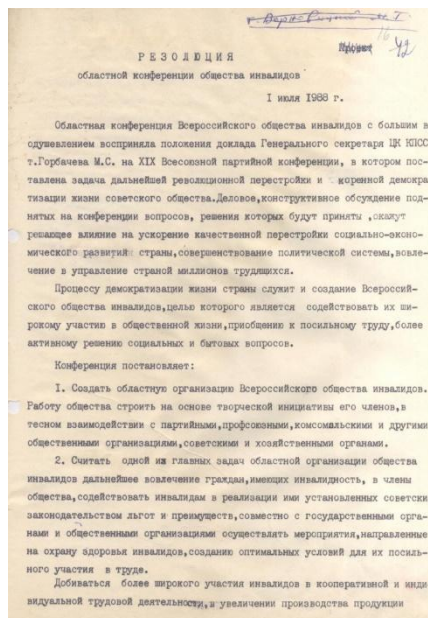 Р Е З О Л Ю Ц И Я
областной конференции общества инвалидов
I июля 1988 г.
Областная конференция Всероссийского общества инвалидов с большим в
одушевлением восприняла положения доклада Генерального секретаря ЦК КПСС
т.Горбачева М.С. на XIX Всесоюзной партийной конференции, в котором пос-
тавлена задача дальнейшей революционной перестройки и коренной демокра
тизации жизни советского общества.Деловое,конструктивное обсуждение под-
нятых на конференции вопросов, решения которых будут приняты ,окажут
решающее влияние на ускорение качественной перестройки социально-эконо-
мического развития страны,совершенствование политической системы,вовле-
чение в управление страной миллионов трудящихся.
Процессу демократизации жизни страны служит и создание Всероссий-
ского общества инвалидов,целью которого является содействовать их ши-
рокому участию в общественной жизни,приобщению к посильному труду,более
активному решению социальных и бытовых вопросов.
Конференция постановляет:
I. Создать областную организацию Всероссийского общества инвалидов.
Работу общества строить на основе творческой инициативы его членов,в
тесном взаимодействии с партийными,профсоюзными,комсомольскими и другими
общественными организациями,советскими и хозяйственными органами.
2. Считать одной из главных задач областной организации общества
инвалидов дальнейшее вовлечение граждан,имеющих инвалидность, в члены
общества,содействовать инвалидам в реализации ими установленных советски
законодательством льгот и преимуществ,совместно с государственными орга-
нами и общественными организациями осуществлять мероприятия,направленные
на охрану здоровья инвалидов,созданию оптимальных условий для их посиль-
ного участия в труде.
Добиваться более широкого участия инвалидов в кооперативной и инди
видуальной трудовой деятельности,в увеличении производства продукции